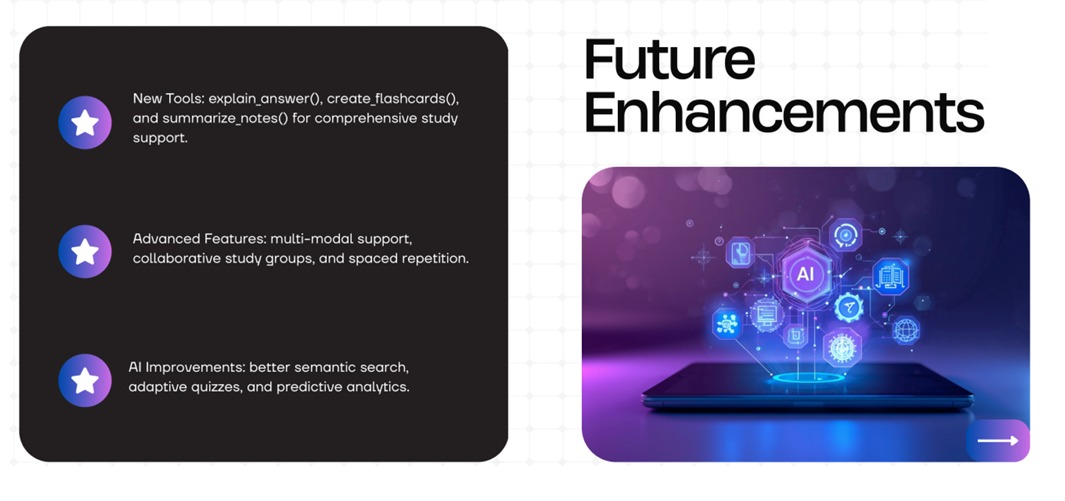 Future
Enhancements
New Tools: explain_answer(), create_flashcards(),
and summarize_notes() for comprehensive study
support.
Advanced Features: multi-modal support,
collaborative study groups, and spaced repetition.
AI Improvements: better semantic search,
adaptive quizzes, and predictive analytics.
AI